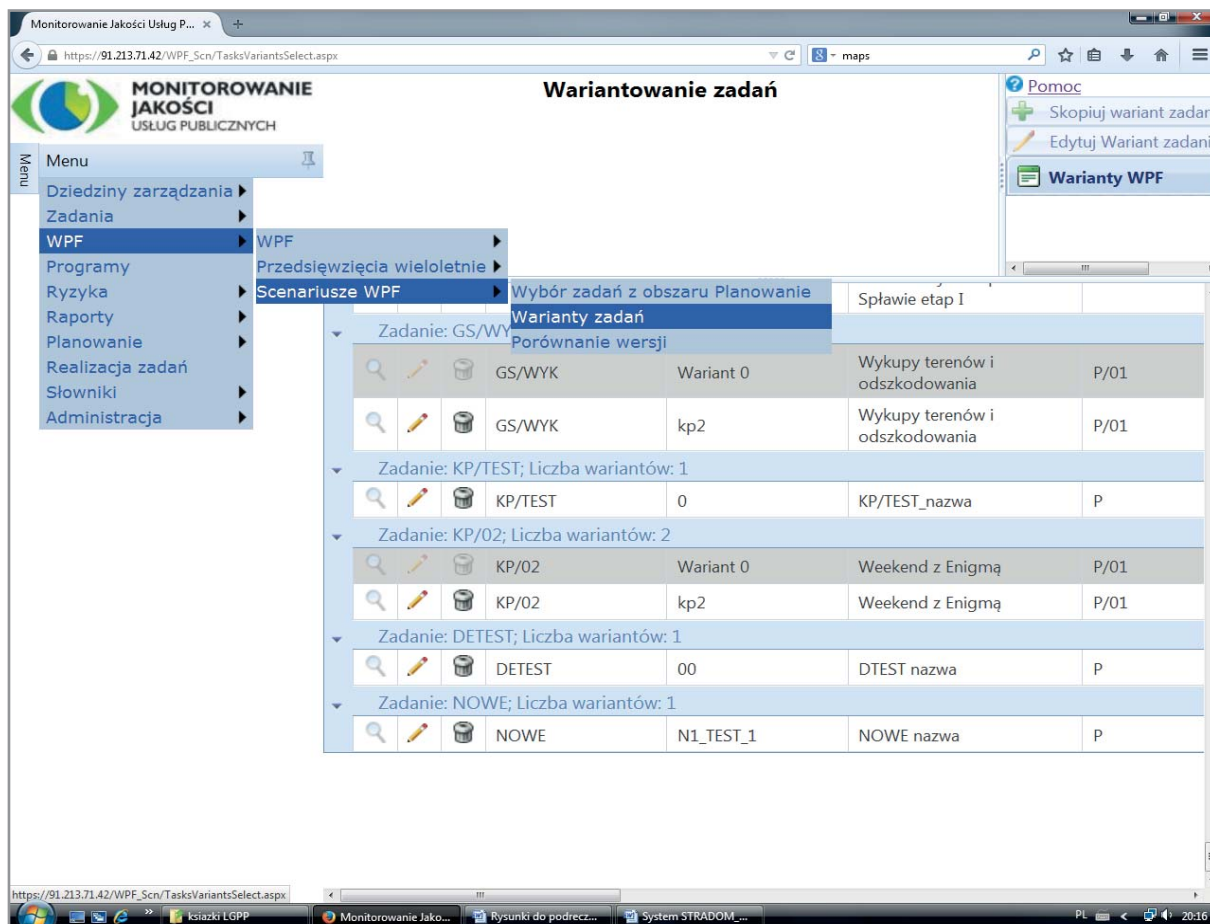 Monitorowanie Jakości Usług P...
https://91.213.71.42/WPF_Scn/TasksVariantsSelect.aspx
maps
MONITOROWANIE
JAKOŚCI
USŁUG PUBLICZNYCH
Wariantowanie zadań
Pomoc
Skopiuj wariant zadan
Edytuj Wariant zadani
Warianty WPF
Menu
Menu
Dziedziny zarządzania
Zadania
WPF
Programy
Ryzyka
Raporty
Planowanie
Realizacja zadań
Słowniki
Administracja
WPF
Przedsięwzięcia wieloletnie
Scenariusze WPF
Wybór zadań z obszaru Planowanie
Warianty zadań
Porównanie wersji
Spławie etap I
Zadanie: GS/WY
GS/WYK Wariant 0 Wykupy terenów i odszkodowania P/01
GS/WYK kp2 Wykupy terenów i odszkodowania P/01
Zadanie: KP/TEST; Liczba wariantów: 1
KP/TEST 0 KP/TEST_nazwa P
Zadanie: KP/02; Liczba wariantów: 2
KP/02 Wariant 0 Weekend z Enigmą P/01
KP/02 kp2 Weekend z Enigmą P/01
Zadanie: DETEST; Liczba wariantów: 1
DETEST 00 DTEST nazwa P
Zadanie: NOWE; Liczba wariantów: 1
NOWE N1_TEST_1 NOWE nazwa P
https://91.213.71.42/WPF_Scn/TasksVariantsSelect.aspx
ksiazki LGPP Monitorowanie Jako... Rysunki do podrecz... System STRADOM_... PL 20:16